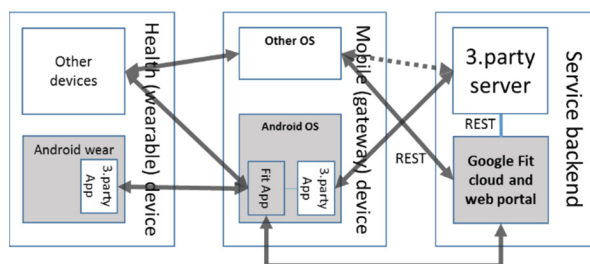 Other
devices
Android wear
3.party
App
Health (wearable) device
Other OS
Android OS
Fit App
3.party
App
Mobile (gateway) device
REST
3.party
server
REST
Google Fit
cloud and
web portal
Service backend